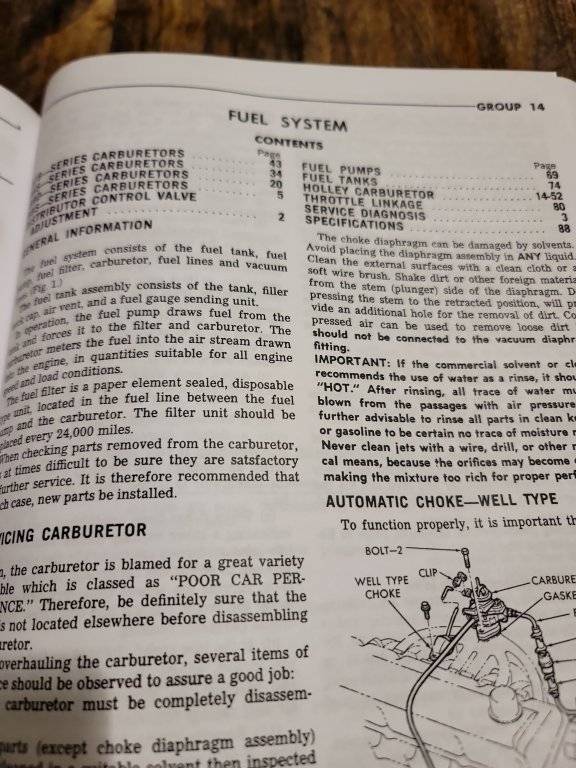 GROUP 14
FUEL SYSTEM
CONTENTS
Page
SERIES CARBURETORS 43
SERIES CARBURETORS 34
SERIES CARBURETORS 20
SERIES CARBURETORS 5
CONTROL VALVE
ADJUSTMENT 2
GENERAL INFORMATION
fuel system consists of the fuel tank, fuel
fuel filter, carburetor, fuel lines and vacuum
(Fig. 1.)
fuel tank assembly consists of the tank, filler
cap, air vent, and a fuel gauge sending unit.
operation, the fuel pump draws fuel from the
and forces it to the filter and carburetor. The
meters the fuel into the air stream drawn
the engine, in quantities suitable for all engine
and load conditions.
The fuel filter is a paper element sealed, disposable
type unit, located in the fuel line between the fuel
and the carburetor. The filter unit should be
every 24,000 miles.
When checking parts removed from the carburetor,
at times difficult to be sure they are satisfactory
further service. It is therefore recommended that
case, new parts be installed.
CARBURETOR
, the carburetor is blamed for a great variety
which is classed as "POOR CAR PER-
Therefore, be definitely sure that the
is not located elsewhere before disassembling
overhauling the carburetor, several items of
should be observed to assure a good job:
carburetor must be completely disassem-
parts (except choke diaphragm assembly)
in a suitable solvent then inspected
Page
FUEL PUMPS 69
FUEL TANKS 74
HOLLEY CARBURETOR 14-52
THROTTLE LINKAGE 80
SERVICE DIAGNOSIS 3
SPECIFICATIONS 88
The choke diaphragm can be damaged by solvents.
Avoid placing the diaphragm assembly in ANY liquid.
Clean the external surfaces with a clean cloth or a
soft wire brush. Shake dirt or other foreign
from the stem (plunger) side of the diaphragm.
pressing the stem to the retracted position, will
vide an additional hole for the removal of dirt.
pressed air can be used to remove loose dirt
should not be connected to the vacuum
fitting.
IMPORTANT: If the commercial solvent or
recommends the use of water as a rinse, it
"HOT." After rinsing, all trace of water
blown from the passages with air pressure
further advisable to rinse all parts in clean
or gasoline to be certain no trace of moisture
Never clean jets with a wire, drill, or other
cal means, because the orifices may become
making the mixture too rich for proper
AUTOMATIC CHOKE—WELL TYPE
To function properly, it is important
BOLT—2
CLIP
WELL TYPE
CHOKE